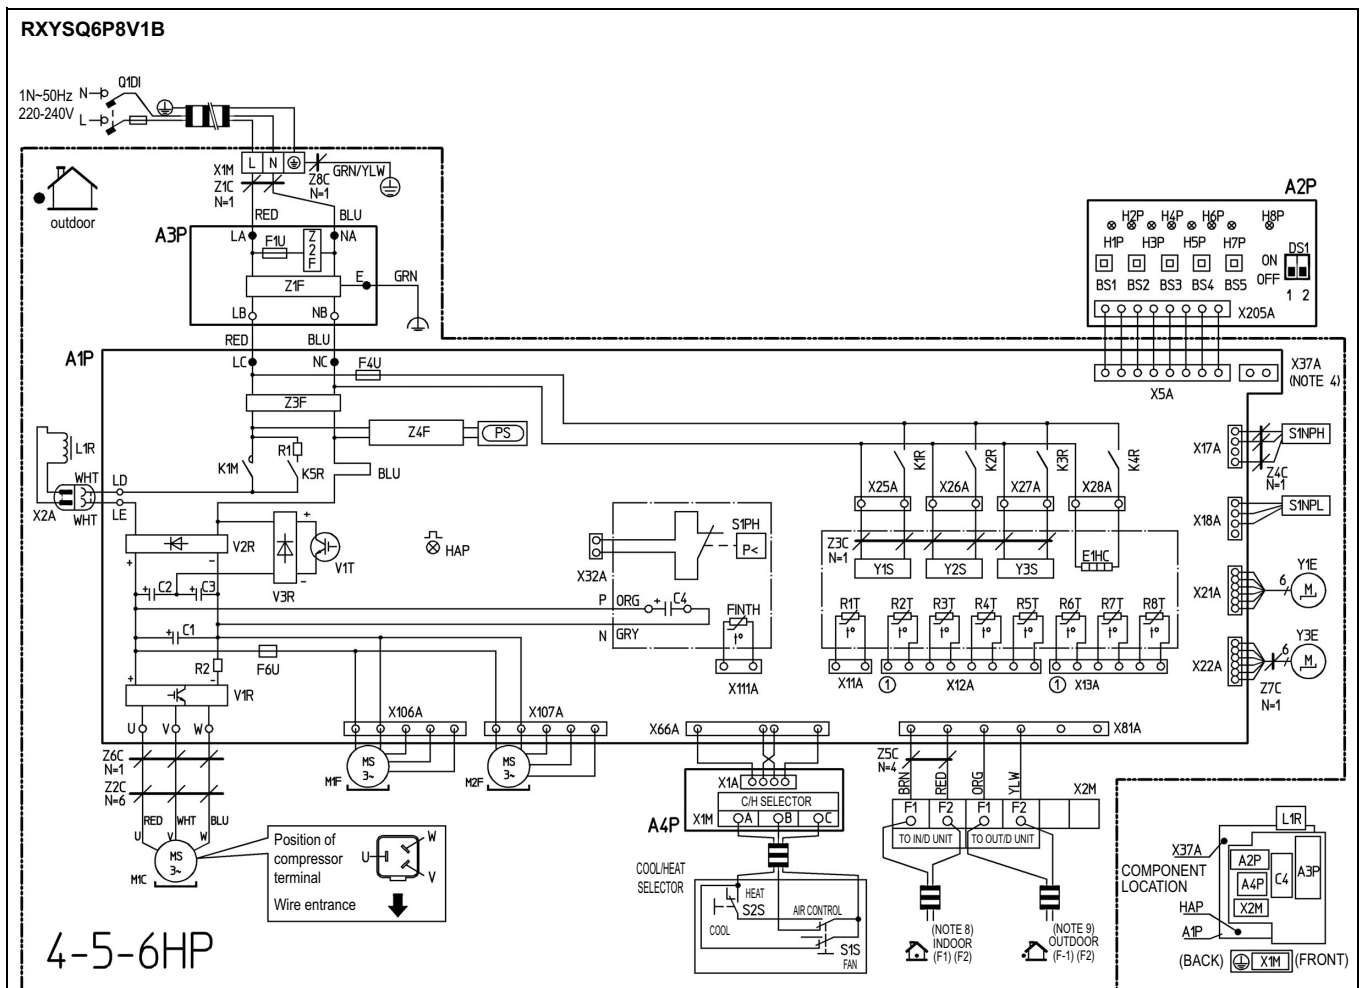 RXYSQ6P8V1B
1N~50Hz
220-240V
N
L
Q1DI
outdoor
X1M
L N
Z1C
N=1
Z8C
N=1
GRN/YLW
RED
BLU
A3P
LA
F1U
Z2F
NA
Z1F
E
GRN
LB
NB
RED
BLU
A2P
H2P H4P H6P H8P
H1P H3P H5P H7P
DS1
ON
OFF
1 2
BS1 BS2 BS3 BS4 BS5
X205A
A1P
LC
NC
F4U
Z3F
Z4F
PS
R1
K1M
K5R
BLU
L1R
WHT
LD
LE
X2A
WHT
V2R
+ -
C2
C3
V3R
+
-
V1T
HAP
+ C1
R2
F6U
+ -
V1R
U V W
X5A
X37A
(NOTE 4)
X17A
S1NPH
Z4C
N=1
X18A
S1NPL
X21A
6
Y1E
M
X22A
6
Y3E
M
Z7C
N=1
K1R
K2R
K3R
K4R
X25A
X26A
X27A
X28A
Z3C
N=1
Y1S
Y2S
Y3S
E1HC
R1T R2T R3T R4T R5T R6T R7T R8T
t° t° t° t° t° t° t° t°
X11A
1
X12A
1
X13A
X32A
S1PH
P<
P ORG + C4
N GRY
FINTH
t°
X111A
X106A
X107A
X66A
X81A
Z6C
N=1
Z2C
N=6
RED WHT BLU
U V W
MS
3~
M1C
MS
3~
M1F
MS
3~
M2F
Position of
compressor
terminal
Wire entrance
U
W
V
X1A
C/H SELECTOR
X1M A B C
A4P
COOL/HEAT
SELECTOR
HEAT
S2S
COOL
AIR CONTROL
S1S
FAN
Z5C
N=4
BRN
RED
ORG
YLW
X2M
F1 F2 F1 F2
TO IN/D UNIT
TO OUT/D UNIT
(NOTE 8)
INDOOR
(F1) (F2)
(NOTE 9)
OUTDOOR
(F-1) (F2)
L1R
X37A
A2P
A4P
C4
A3P
X2M
COMPONENT
LOCATION
HAP
A1P
(BACK)
X1M
(FRONT)
4-5-6HP